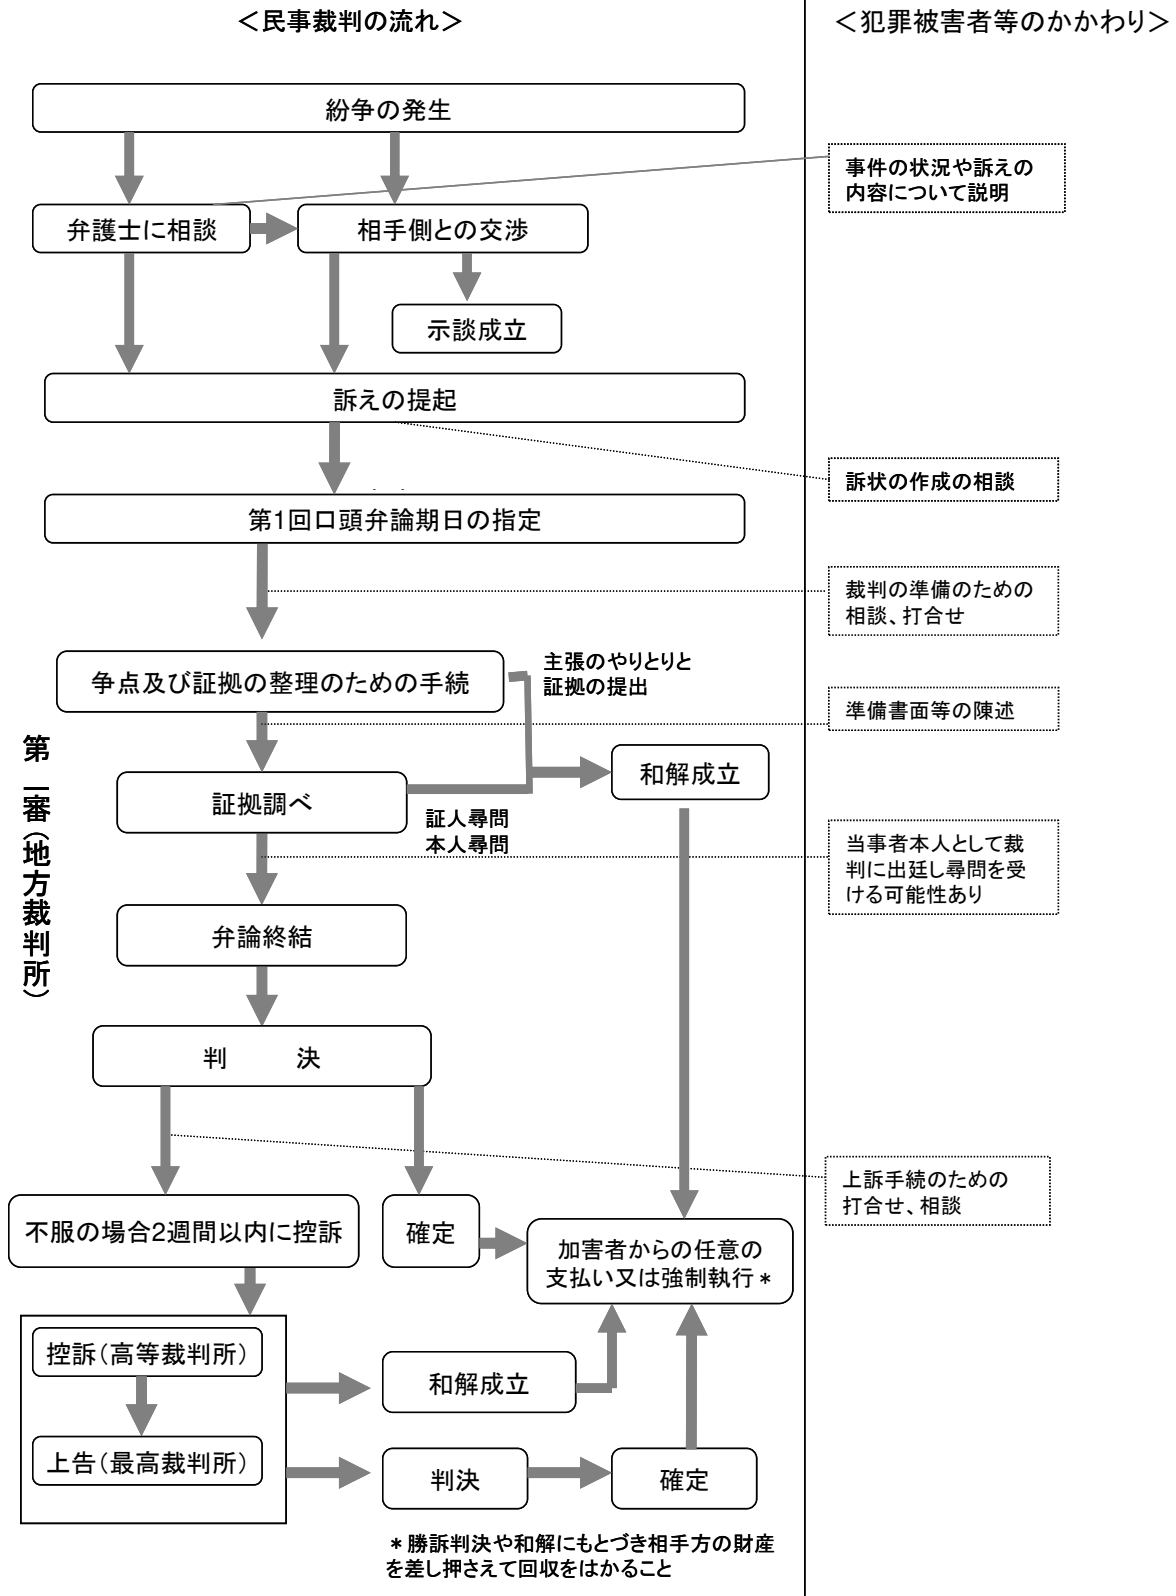 ＜民事裁判の流れ＞
＜犯罪被害者等のかかわり＞
紛争の発生
事件の状況や訴えの
内容について説明
弁護士に相談
相手側との交渉
示談成立
訴えの提起
訴状の作成の相談
第1回口頭弁論期日の指定
裁判の準備のための
相談、打合せ
争点及び証拠の整理のための手続
主張のやりとりと
証拠の提出
準備書面等の陳述
第一審（地方裁判所）
証拠調べ
和解成立
証人尋問
本人尋問
当事者本人として裁
判に出廷し尋問を受
ける可能性あり
弁論終結
判　　決
上訴手続のための
打合せ、相談
不服の場合2週間以内に控訴
確定
加害者からの任意の
支払い又は強制執行＊
控訴（高等裁判所）
和解成立
上告（最高裁判所）
判決
確定
＊勝訴判決や和解にもとづき相手方の財産
を差し押さえて回収をはかること